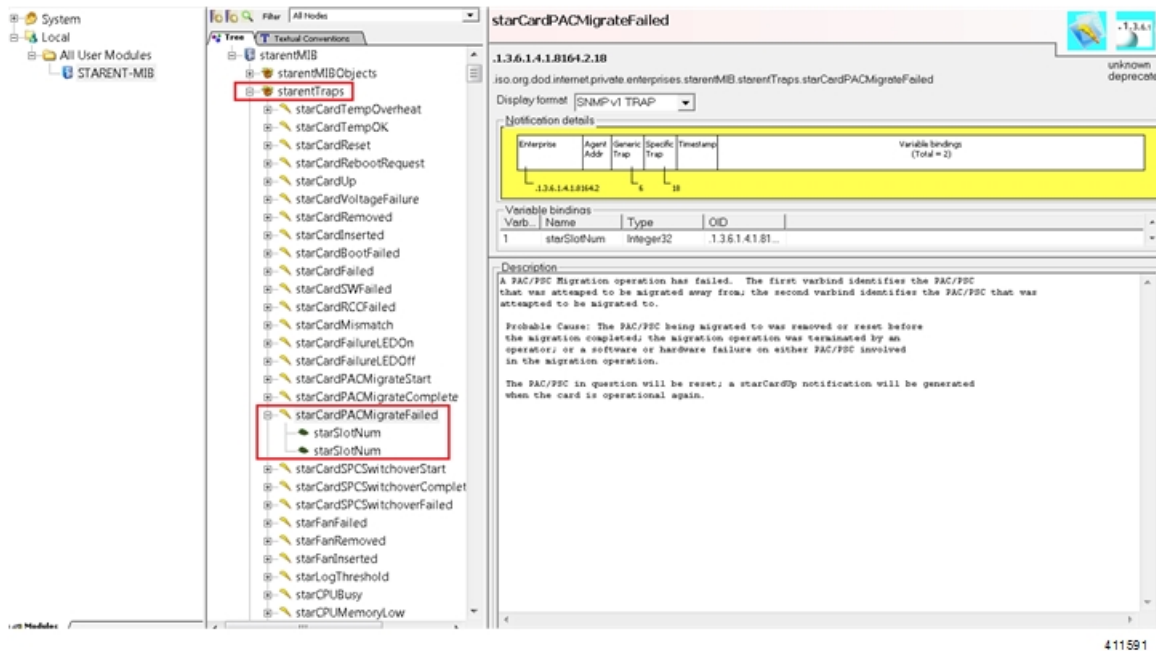 System
Local
All User Modules
STARENT-MIB
Filter All Nodes
Tree Textual Conventions
starentMIB
starentMIBObjects
starentTraps
starCardTempOverheat
starCardTempOK
starCardReset
starCardRebootRequest
starCardUp
starCardVoltageFailure
starCardRemoved
starCardInserted
starCardBootFailed
starCardFailed
starCardSWFailed
starCardRCCFailed
starCardMismatch
starCardFailureLEDOn
starCardFailureLEDOff
starCardPACMigrateStart
starCardPACMigrateComplete
starCardPACMigrateFailed
starSlotNum
starSlotNum
starCardSPCSwitchoverStart
starCardSPCSwitchoverComplet
starCardSPCSwitchoverFailed
starFanFailed
starFanRemoved
starFanInserted
starLogThreshold
starCPUBusy
starCPUMemoryLow
Modules
starCardPACMigrateFailed
.1.3.6.1
.1.3.6.1.4.1.8164.2.18
unknown
.iso.org.dod.internet.private.enterprises.starentMIB.starentTraps.starCardPACMigrateFailed
deprecate
Display format SNMP v1 TRAP
Notification details
Enterprise Agent Addr Generic Trap Specific Trap Timestamp Variable bindings
(Total = 2)
.1.3.6.1.4.1.8164.2 6 18
Variable bindings
Varb... Name Type OID
1 starSlotNum Integer32 .1.3.6.1.4.1.81...
Description
A PAC/PSC Migration operation has failed. The first varbind identifies the PAC/PSC
that was attemped to be migrated away from; the second varbind identifies the PAC/PSC that was
attempted to be migrated to.
Probable Cause: The PAC/PSC being migrated to was removed or reset before
the migration completed; the migration operation was terminated by an
operator; or a software or hardware failure on either PAC/PSC involved
in the migration operation.
The PAC/PSC in question will be reset; a starCardUp notification will be generated
when the card is operational again.
411591